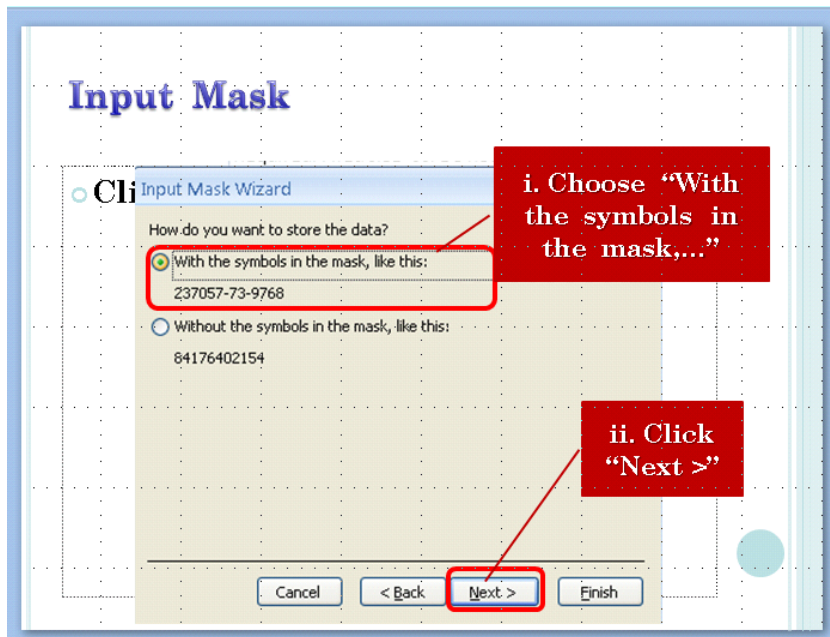 Input Mask
Cli
Input Mask Wizard
i. Choose “With
the symbols in
the mask,...”
How do you want to store the data?
With the symbols in the mask, like this:
237057-73-9768
Without the symbols in the mask, like this:
84176402154
ii. Click
“Next >”
Cancel
< Back
Next >
Finish